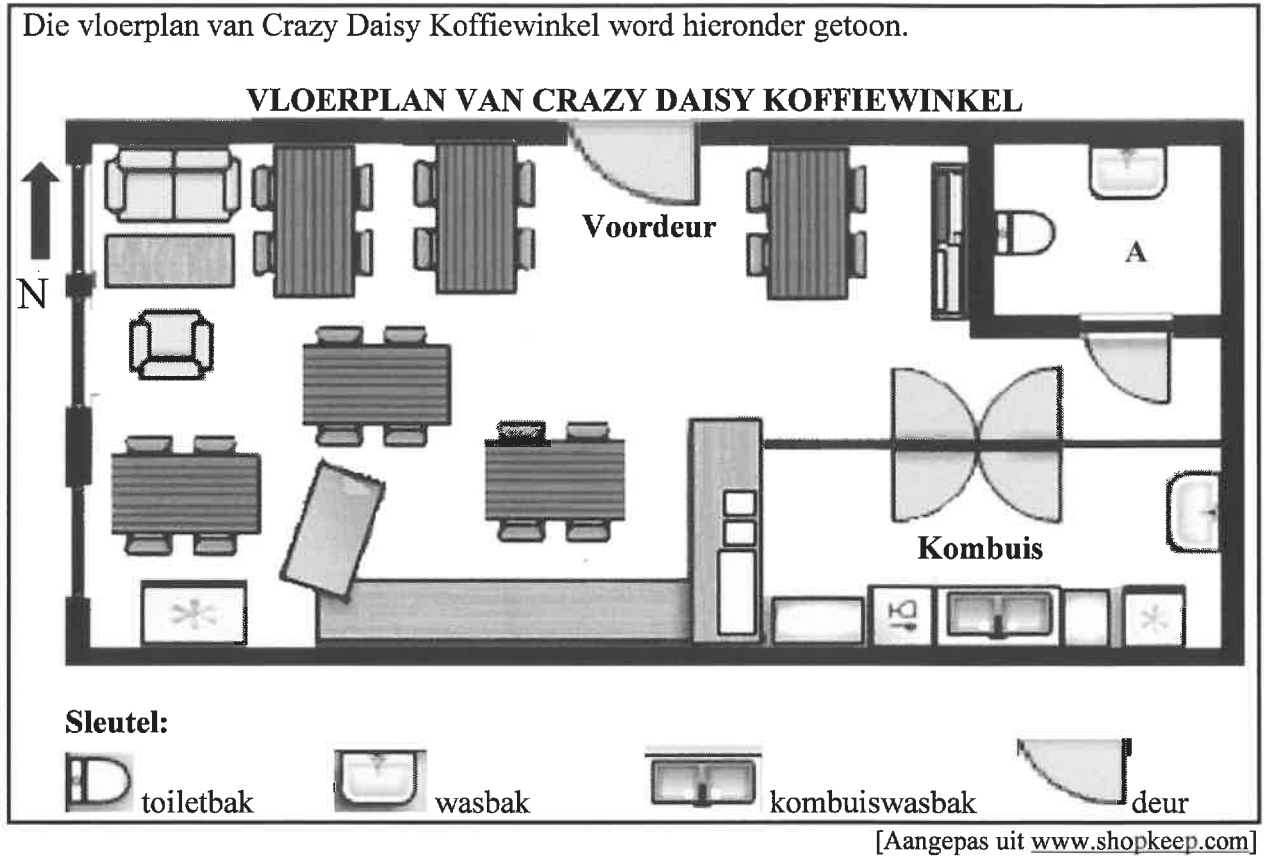 Die vloerplan van Crazy Daisy Koffiewinkel word hieronder getoon.
VLOERPLAN VAN CRAZY DAISY KOFFIEWINKEL
N
Voordeur
A
Kombuis
Sleutel:
toiletbak
wasbak
kombuiswasbak
deur
[Aangepas uit www.shopkeep.com]